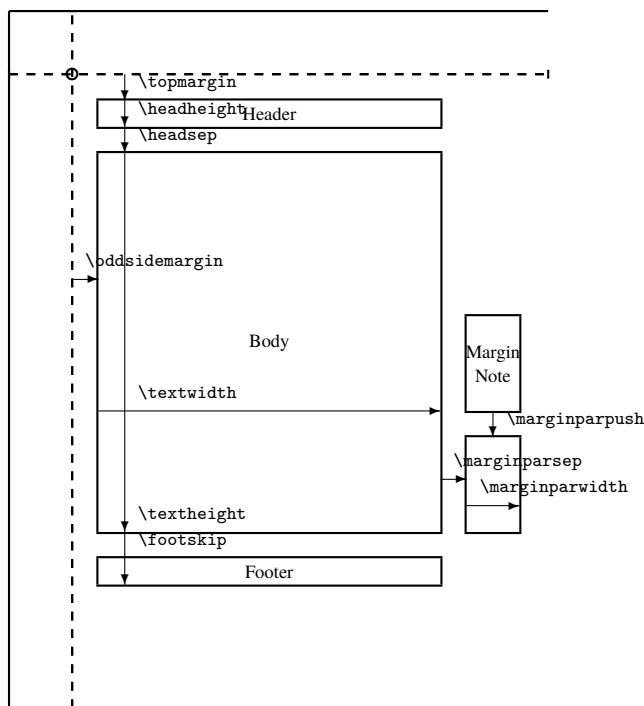 \topmargin
\headheight
Header
\headsep
\oddsidemargin
Body
Margin
Note
\textwidth
\marginparpush
\marginparsep
\marginparwidth
\textheight
\footskip
Footer